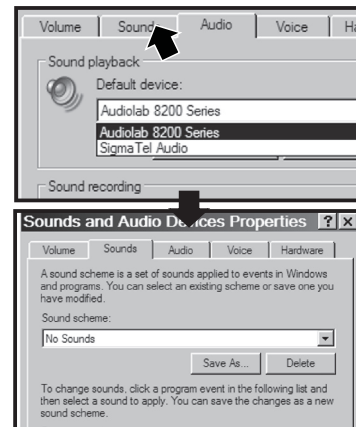 Volume Sound Audio Voice
Sound playback
Default device:
Audiolab 8200 Series
Audiolab 8200 Series
SigmaTel Audio
Sound recording
Sounds and Audio Devices Properties ? ×
Volume Sounds Audio Voice Hardware
A sound scheme is a set of sounds applied to events in Windows
and programs. You can select an existing scheme or save one you
have modified.
Sound scheme:
No Sounds
Save As... Delete
To change sounds, click a program event in the following list and
then select a sound to apply. You can save the changes as a new
sound scheme.